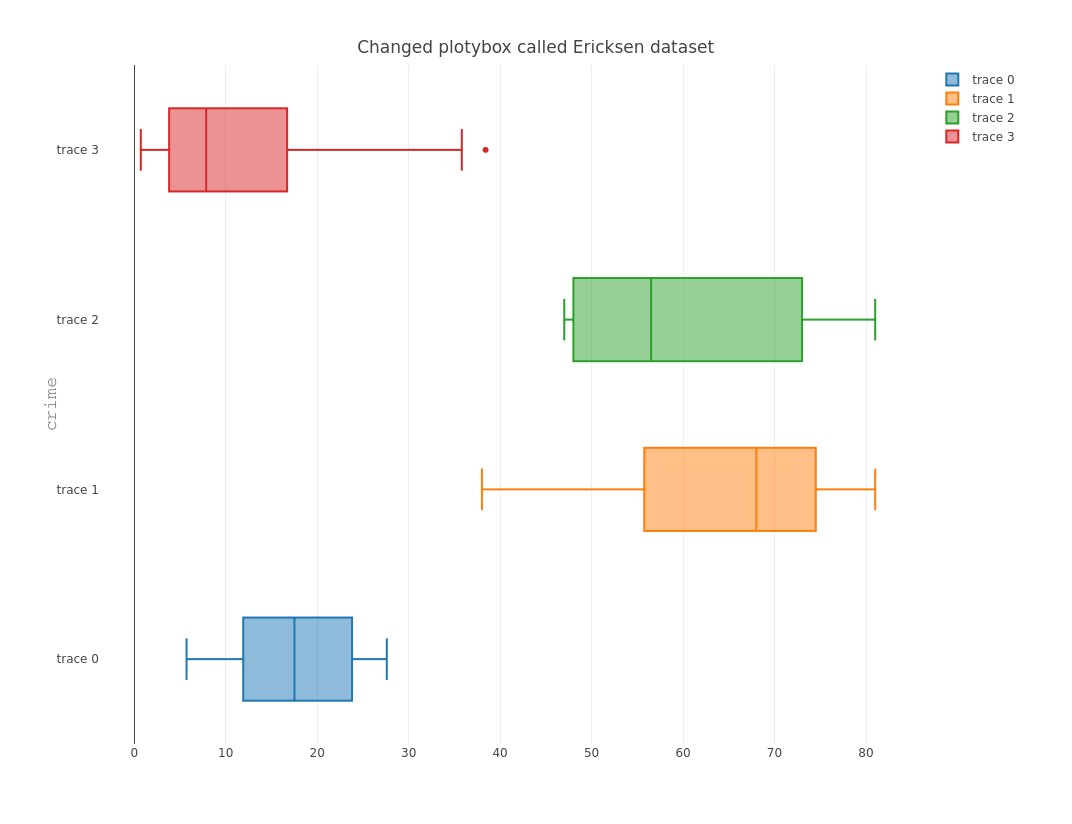 Changed plotybox called Ericksen dataset
trace 0
trace 1
trace 2
trace 3
trace 3
trace 2
trace 1
trace 0
crime
0 10 20 30 40 50 60 70 80